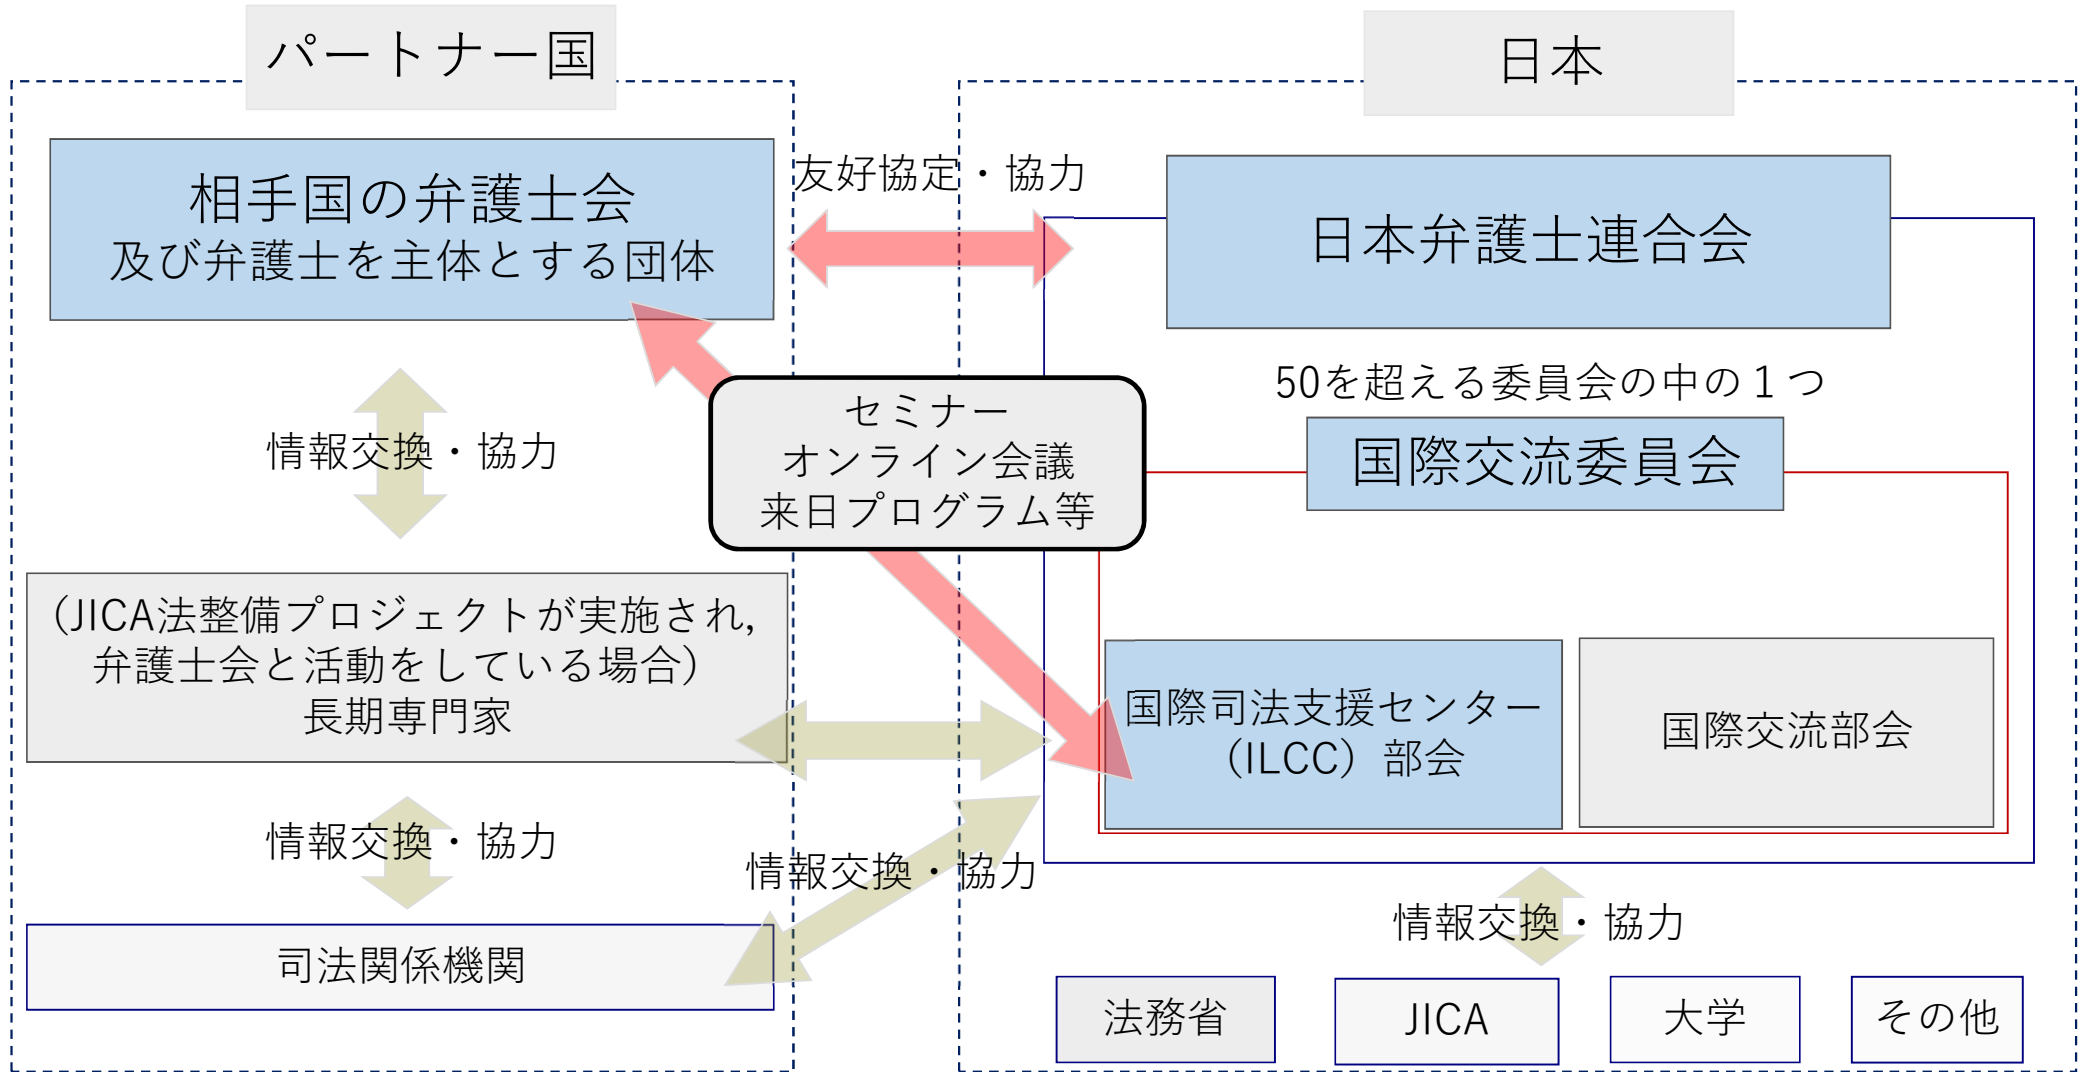 パートナー国
日本
相手国の弁護士会
及び弁護士を主体とする団体
友好協定・協力
日本弁護士連合会
50を超える委員会の中の１つ
国際交流委員会
セミナー
オンライン会議
来日プログラム等
情報交換・協力
（JICA法整備プロジェクトが実施され,
弁護士会と活動をしている場合）
長期専門家
国際司法支援センター
（ILCC）部会
国際交流部会
情報交換・協力
情報交換・協力
情報交換・協力
司法関係機関
法務省
JICA
大学
その他